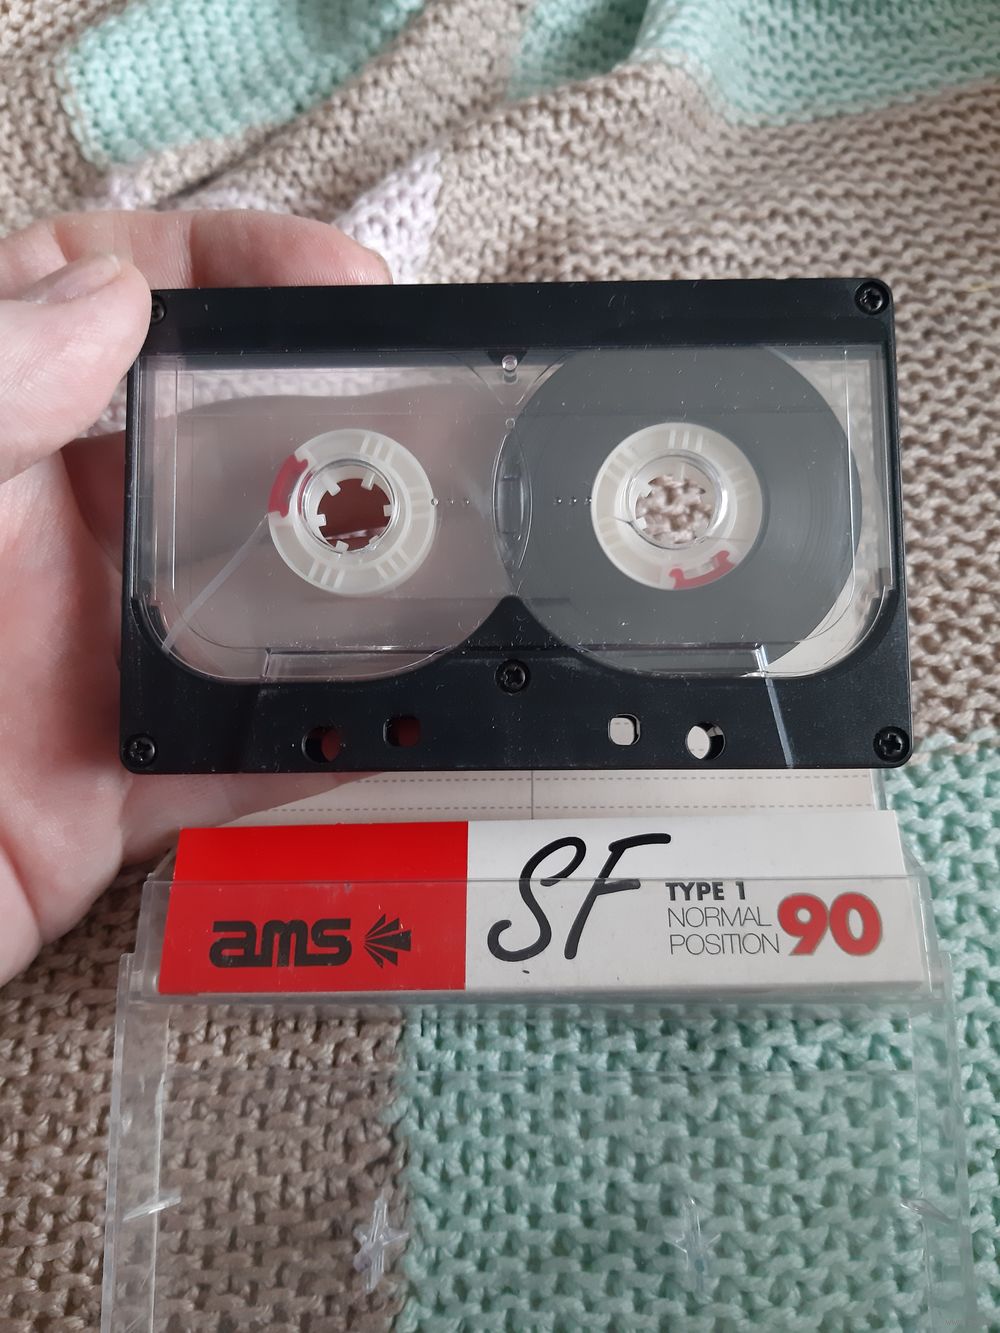 ams
SF
TYPE 1
NORMAL
POSITION
90